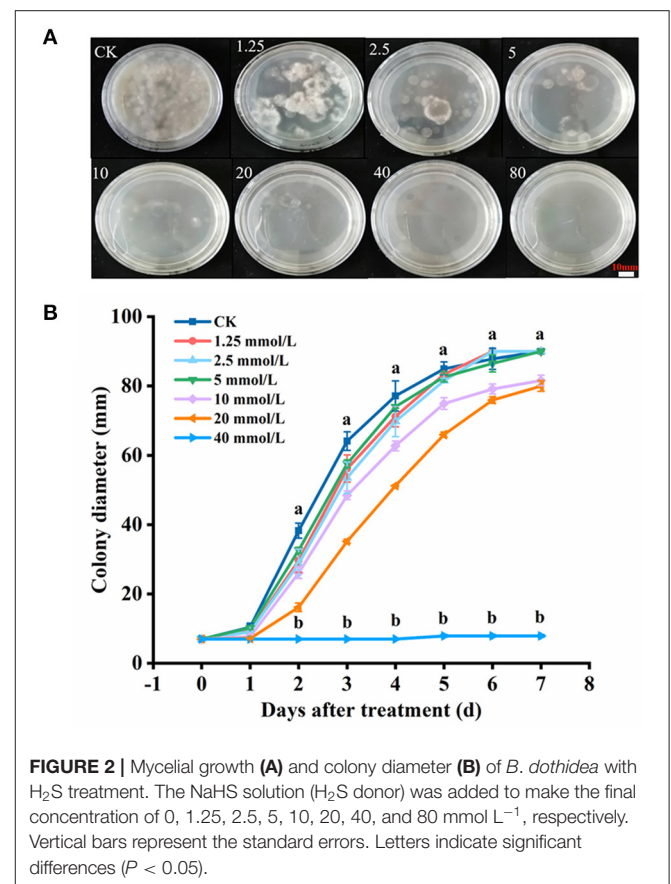 A
CK
1.25
2.5
5
10
20
40
80
10mm
B
100
80
60
40
20
0
Colony diameter (mm)
CK
1.25 mmol/L
2.5 mmol/L
5 mmol/L
10 mmol/L
20 mmol/L
40 mmol/L
a
a
a
a
a
a
b
b
b
b
b
b
-1 0 1 2 3 4 5 6 7 8
Days after treatment (d)
FIGURE 2 | Mycelial growth (A) and colony diameter (B) of B. dothidea with
H₂S treatment. The NaHS solution (H₂S donor) was added to make the final
concentration of 0, 1.25, 2.5, 5, 10, 20, 40, and 80 mmol L⁻¹, respectively.
Vertical bars represent the standard errors. Letters indicate significant
differences (P < 0.05).